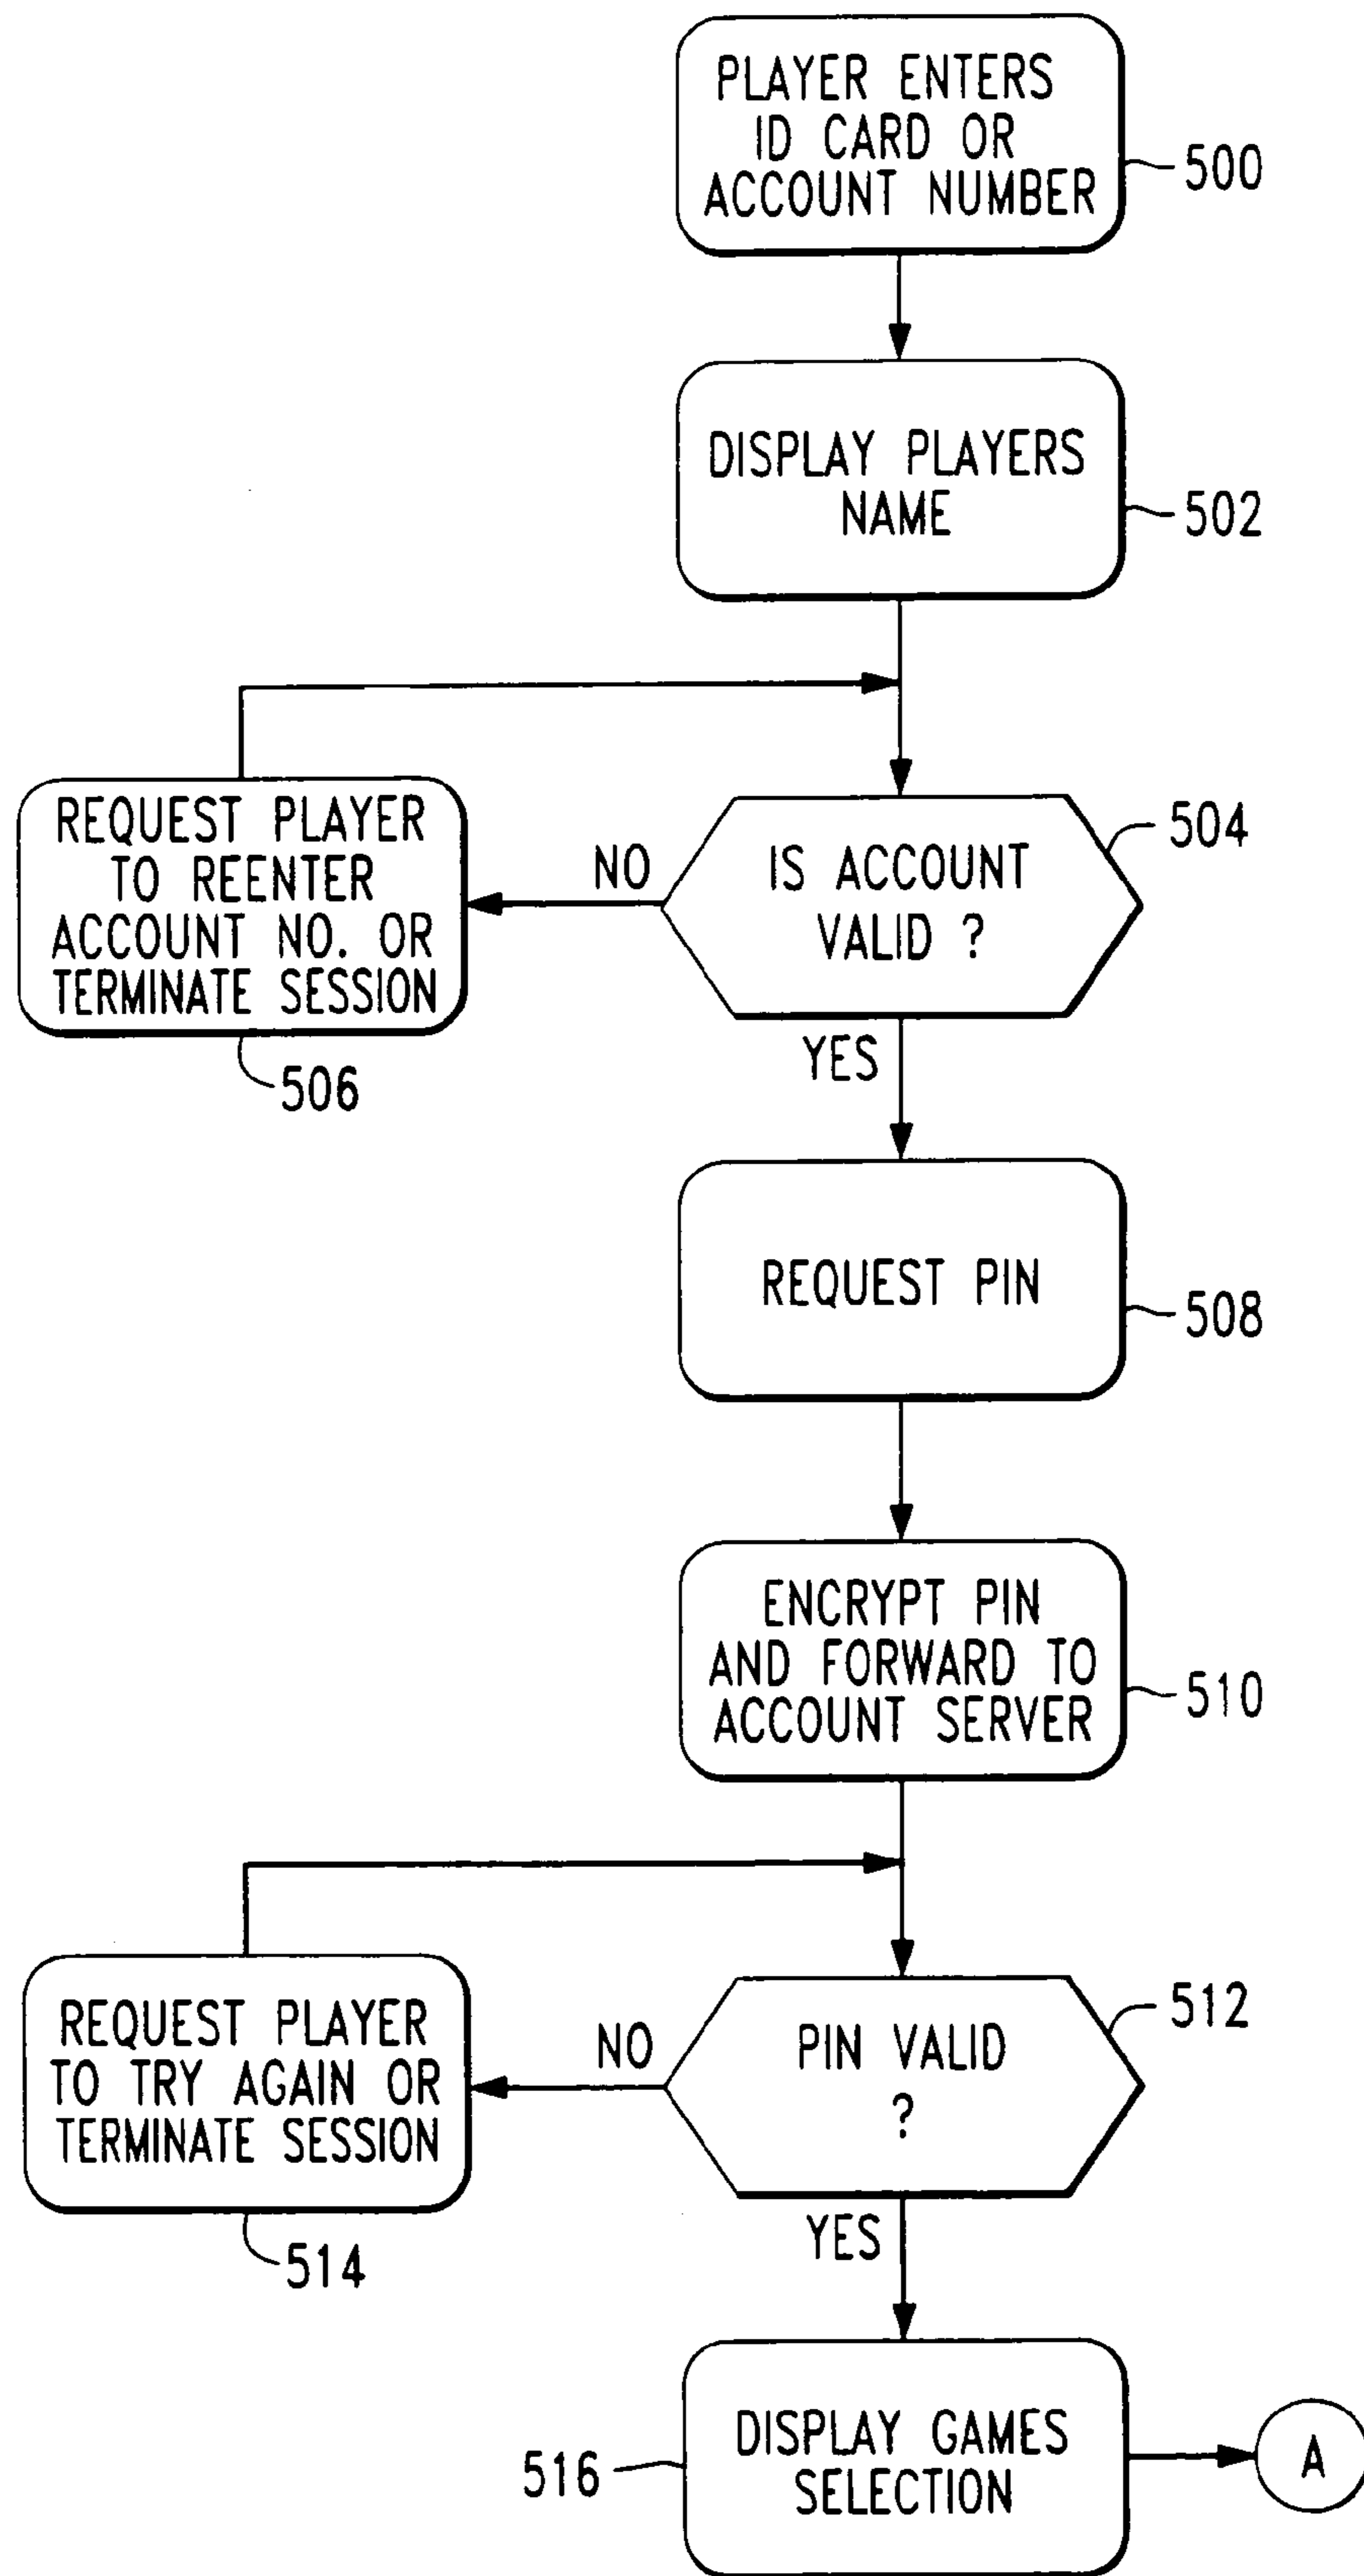 PLAYER ENTERS
ID CARD OR
ACCOUNT NUMBER
500
DISPLAY PLAYERS
NAME
502
IS ACCOUNT
VALID ?
504
NO
REQUEST PLAYER
TO REENTER
ACCOUNT NO. OR
TERMINATE SESSION
506
YES
REQUEST PIN
508
ENCRYPT PIN
AND FORWARD TO
ACCOUNT SERVER
510
PIN VALID
?
512
NO
REQUEST PLAYER
TO TRY AGAIN OR
TERMINATE SESSION
514
YES
DISPLAY GAMES
SELECTION
516
A